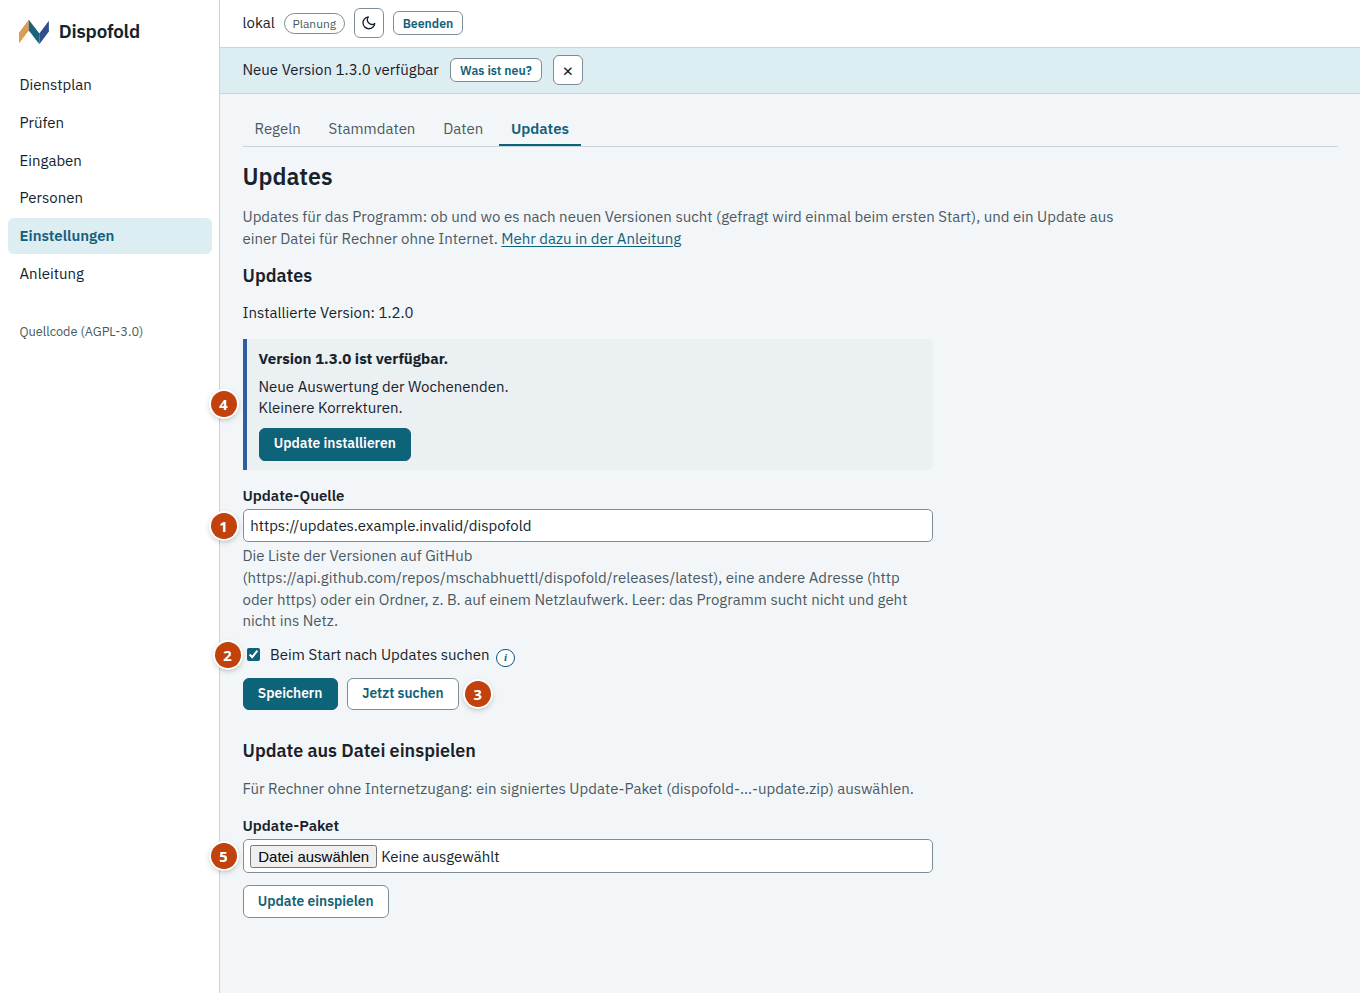 Dispofold
Dienstplan
Prüfen
Eingaben
Personen
Einstellungen
Anleitung
Quellcode (AGPL-3.0)
lokal Planung Beenden
Neue Version 1.3.0 verfügbar Was ist neu? ×
Regeln Stammdaten Daten Updates
Updates
Updates für das Programm: ob und wo es nach neuen Versionen sucht (gefragt wird einmal beim ersten Start), und ein Update aus
einer Datei für Rechner ohne Internet. Mehr dazu in der Anleitung
Updates
Installierte Version: 1.2.0
Version 1.3.0 ist verfügbar.
Neue Auswertung der Wochenenden.
4 Kleinere Korrekturen.
Update installieren
Update-Quelle
1 https://updates.example.invalid/dispofold
Die Liste der Versionen auf GitHub
(https://api.github.com/repos/mschabhuettl/dispofold/releases/latest), eine andere Adresse (http
oder https) oder ein Ordner, z. B. auf einem Netzlaufwerk. Leer: das Programm sucht nicht und geht
nicht ins Netz.
2 Beim Start nach Updates suchen i
Speichern Jetzt suchen 3
Update aus Datei einspielen
Für Rechner ohne Internetzugang: ein signiertes Update-Paket (dispofold-…-update.zip) auswählen.
Update-Paket
5 Datei auswählen Keine ausgewählt
Update einspielen